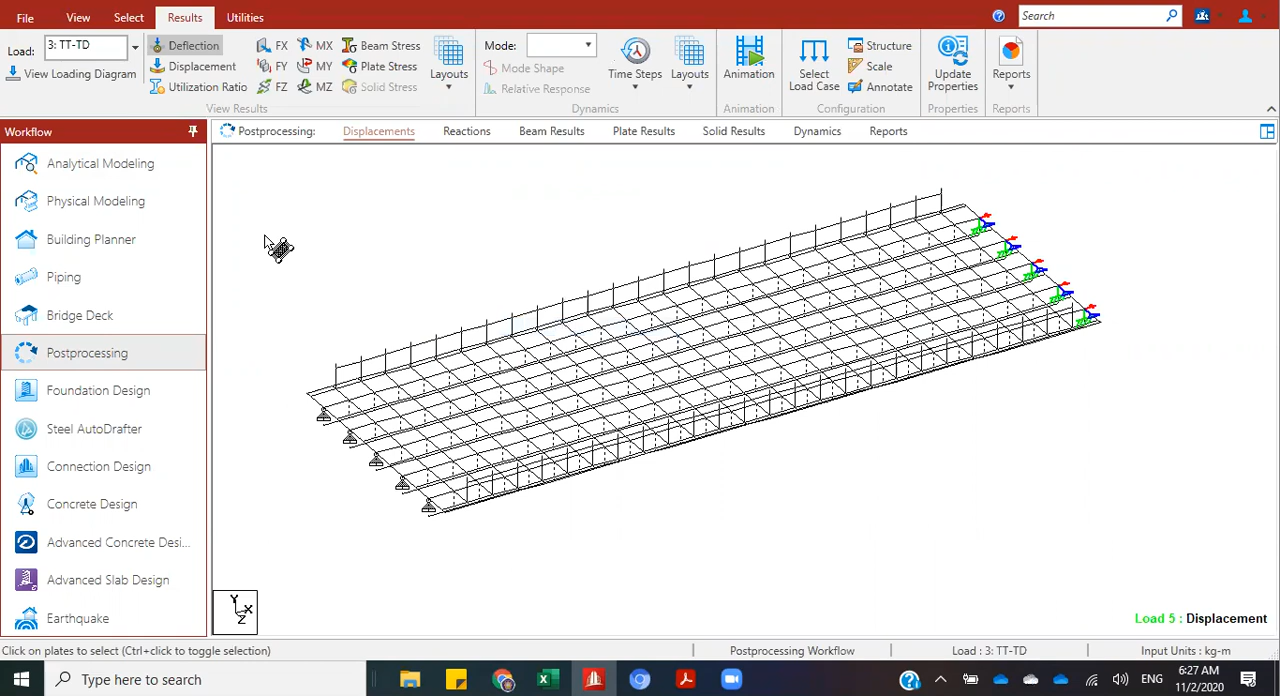 File View Select Results Utilities Search
Load: 3: TT-TD Deflection FX MX Beam Stress Mode: Structure
View Loading Diagram Displacement FY MY Plate Stress Layouts Mode Shape Time Steps Layouts Animation Select Load Case Scale Update Properties Reports
Utilization Ratio FZ MZ Solid Stress Relative Response Annotate
View Results Dynamics Animation Configuration Properties Reports
Workflow Postprocessing: Displacements Reactions Beam Results Plate Results Solid Results Dynamics Reports
Analytical Modeling
Physical Modeling
Building Planner
Piping
Bridge Deck
Postprocessing
Foundation Design
Steel AutoDrafter
Connection Design
Concrete Design
Advanced Concrete Desi...
Advanced Slab Design
Earthquake
Y
X
Z
Load 5 : Displacement
Click on plates to select (Ctrl+click to toggle selection) Postprocessing Workflow Load : 3: TT-TD Input Units : kg-m
Type here to search ENG 6:27 AM
11/2/2020